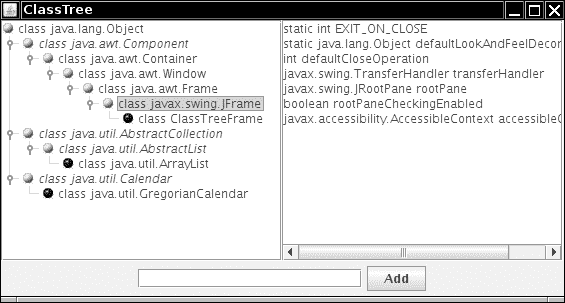 ClassTree
class java.lang.Object
class java.awt.Component
class java.awt.Container
class java.awt.Window
class java.awt.Frame
class javax.swing.JFrame
class ClassTreeFrame
class java.util.AbstractCollection
class java.util.AbstractList
class java.util.ArrayList
class java.util.Calendar
class java.util.GregorianCalendar
static int EXIT_ON_CLOSE
static java.lang.Object defaultLookAndFeelDecor
int defaultCloseOperation
javax.swing.TransferHandler transferHandler
javax.swing.JRootPane rootPane
boolean rootPaneCheckingEnabled
javax.accessibility.AccessibleContext accessibleC
Add